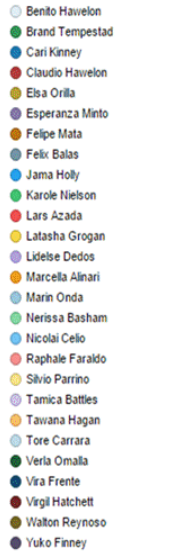 Benito Hawelon
Brand Tempestad
Cari Kinney
Claudio Hawelon
Elsa Orilla
Esperanza Minto
Felipe Mata
Felix Balas
Jama Holly
Karole Nielson
Lars Azada
Latasha Grogan
Lidelse Dedos
Marcella Alinari
Marin Onda
Nerissa Basham
Nicolai Celio
Raphale Faraldo
Silvio Parrino
Tamica Battles
Tawana Hagan
Tore Carrara
Verla Omalla
Vira Frente
Virgil Hatchett
Walton Reynoso
Yuko Finney